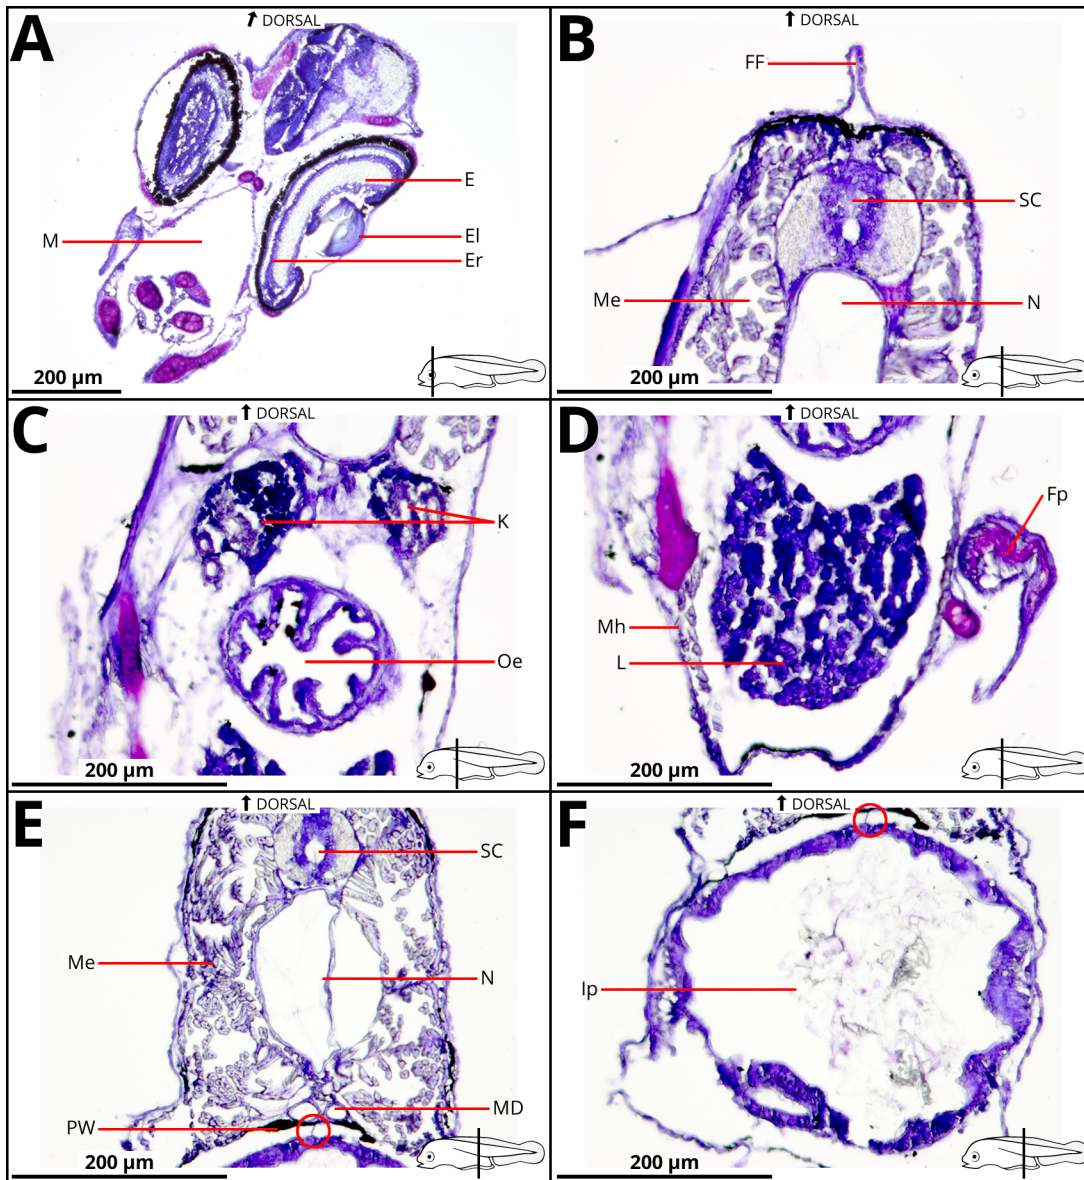 A
DORSAL
E
El
Er
M
200 µm
B
DORSAL
FF
SC
Me
N
200 µm
C
DORSAL
K
Oe
200 µm
D
DORSAL
Fp
Mh
L
200 µm
E
DORSAL
SC
Me
N
MD
PW
200 µm
F
DORSAL
Ip
200 µm